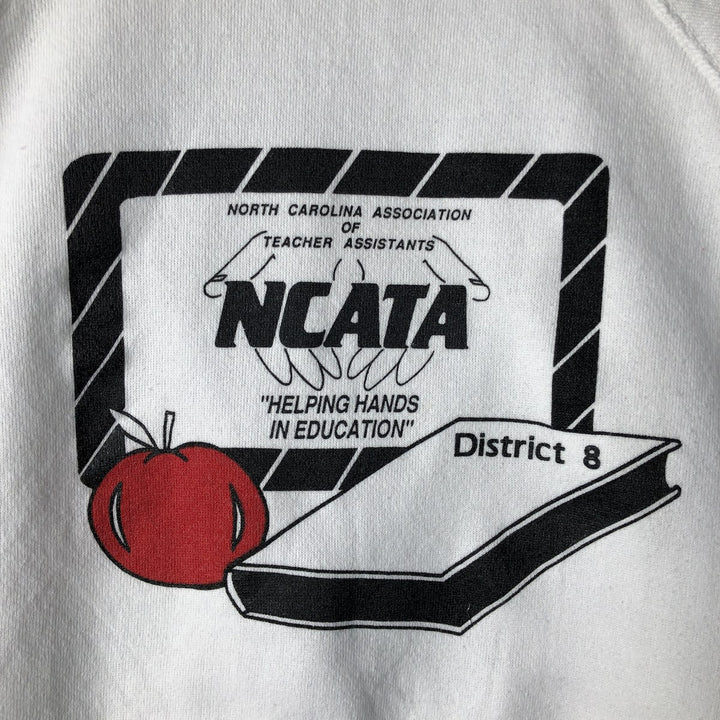 NORTH CAROLINA ASSOCIATION
OF
TEACHER ASSISTANTS
NCATA
"HELPING HANDS
IN EDUCATION"
District 8